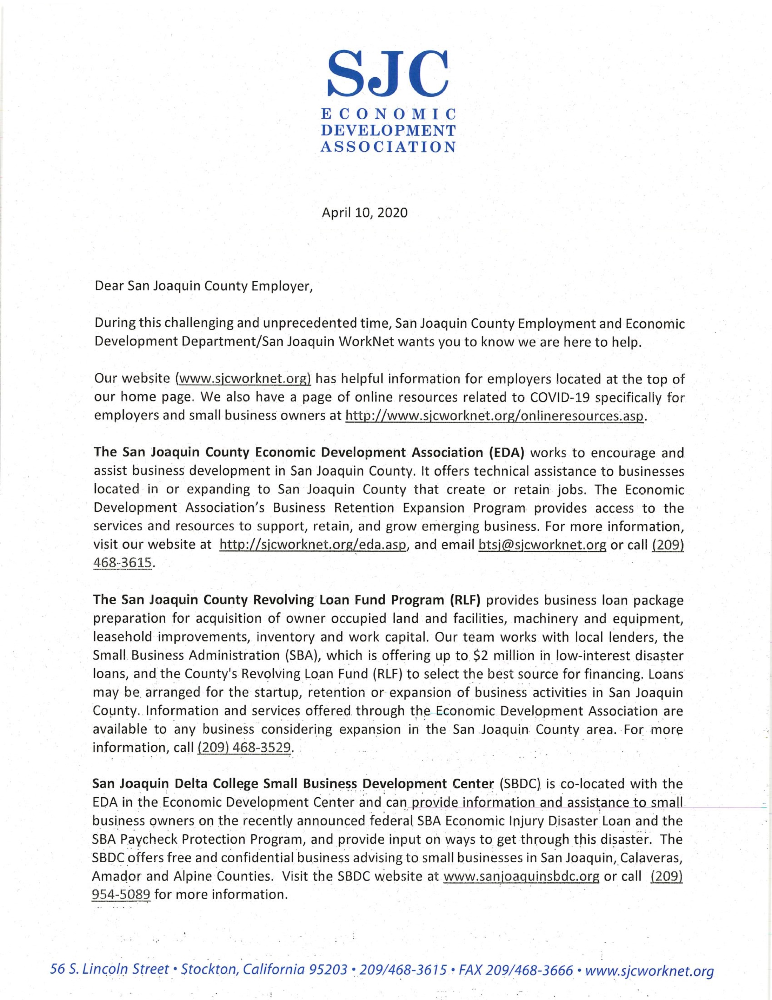 SJC
ECONOMIC
DEVELOPMENT
ASSOCIATION
April 10, 2020
Dear San Joaquin County Employer,
During this challenging and unprecedented time, San Joaquin County Employment and Economic
Development Department/San Joaquin WorkNet wants you to know we are here to help.
Our website (www.sjcworknet.org) has helpful information for employers located at the top of
our home page. We also have a page of online resources related to COVID-19 specifically for
employers and small business owners at http://www.sjcworknet.org/onlineresources.asp.
The San Joaquin County Economic Development Association (EDA) works to encourage and
assist business development in San Joaquin County. It offers technical assistance to businesses
located in or expanding to San Joaquin County that create or retain jobs. The Economic
Development Association's Business Retention Expansion Program provides access to the
services and resources to support, retain, and grow emerging business. For more information,
visit our website at http://sjcworknet.org/eda.asp, and email btsj@sjcworknet.org or call (209)
468-3615.
The San Joaquin County Revolving Loan Fund Program (RLF) provides business loan package
preparation for acquisition of owner occupied land and facilities, machinery and equipment,
leasehold improvements, inventory and work capital. Our team works with local lenders, the
Small Business Administration (SBA), which is offering up to $2 million in low-interest disaster
loans, and the County's Revolving Loan Fund (RLF) to select the best source for financing. Loans
may be arranged for the startup, retention or expansion of business activities in San Joaquin
County. Information and services offered through the Economic Development Association are
available to any business considering expansion in the San Joaquin County area. For more
information, call (209) 468-3529.
San Joaquin Delta College Small Business Development Center (SBDC) is co-located with the
EDA in the Economic Development Center and can provide information and assistance to small
business owners on the recently announced federal SBA Economic Injury Disaster Loan and the
SBA Paycheck Protection Program, and provide input on ways to get through this disaster. The
SBDC offers free and confidential business advising to small businesses in San Joaquin, Calaveras,
Amador and Alpine Counties. Visit the SBDC website at www.sanjoaquinsbdc.org or call (209)
954-5089 for more information.
56 S. Lincoln Street • Stockton, California 95203 • 209/468-3615 • FAX 209/468-3666 • www.sjcworknet.org